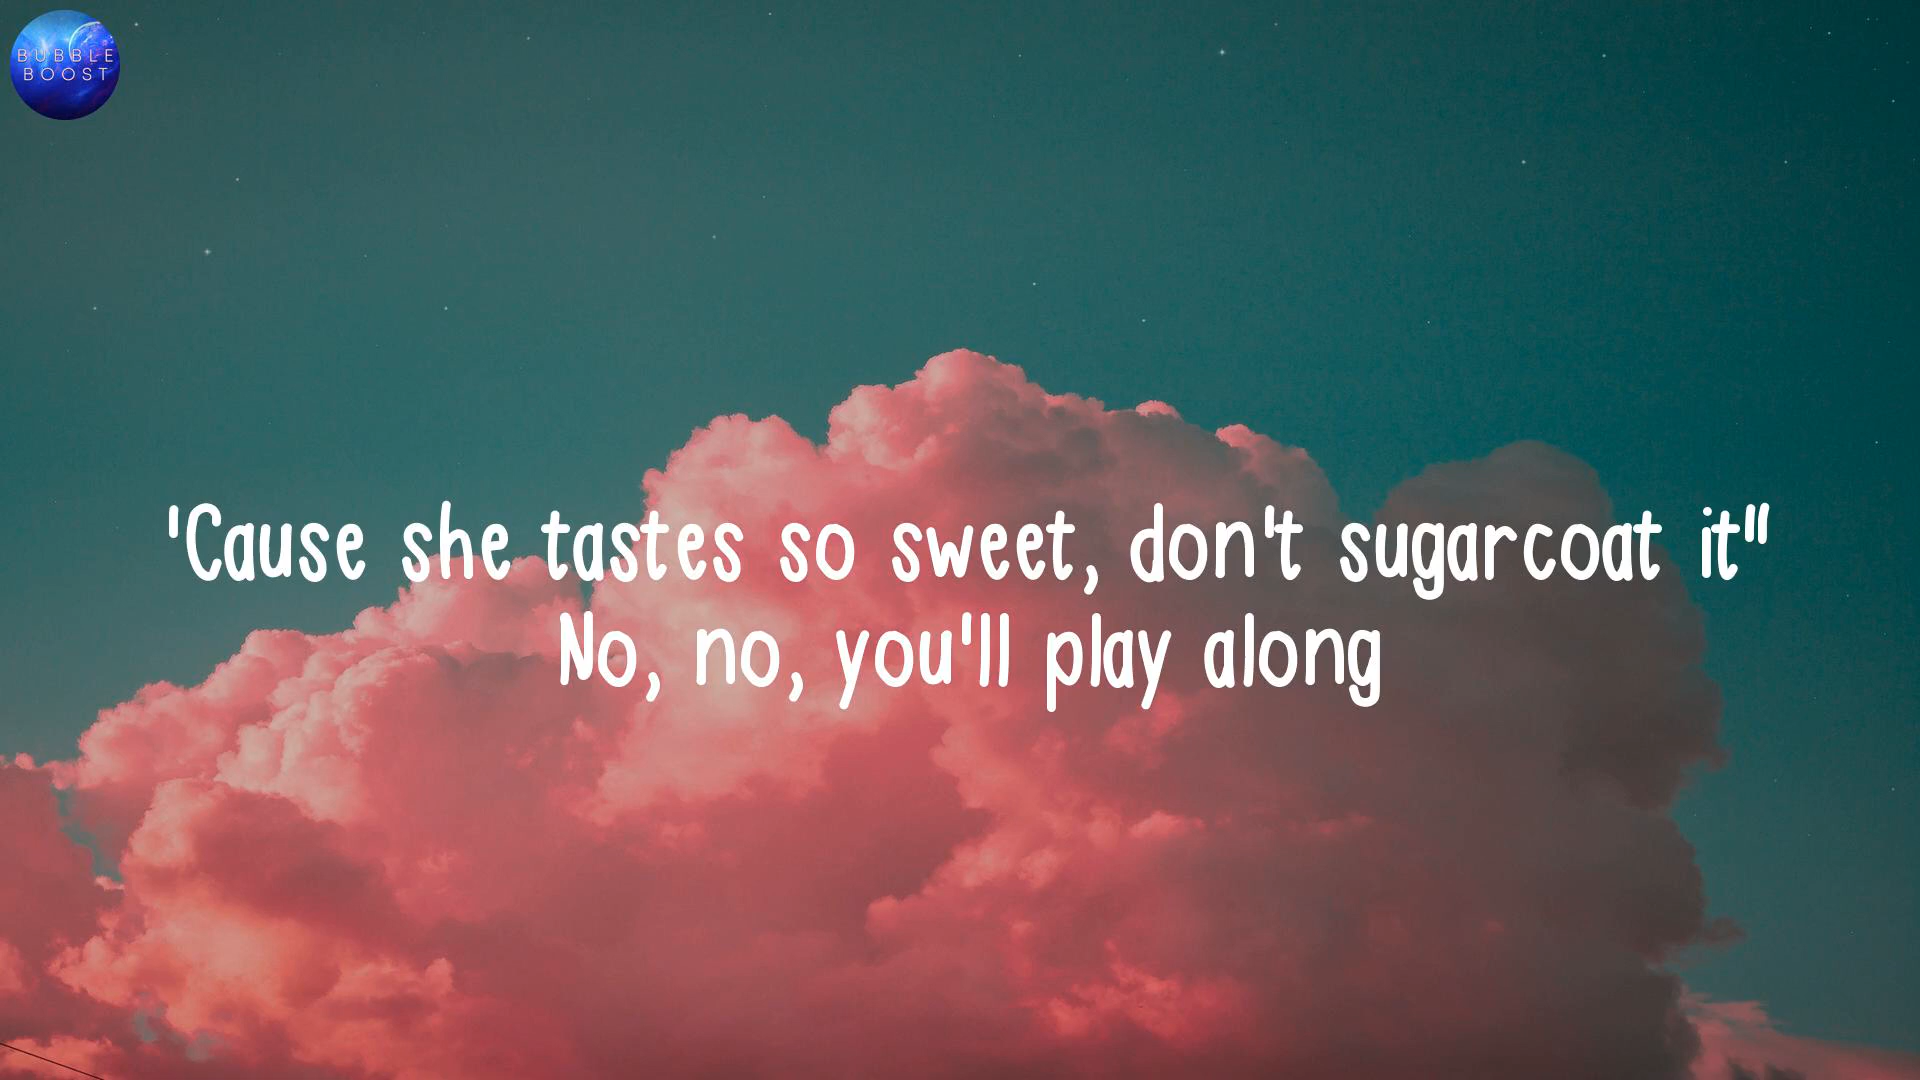 BUBBLE
BOOST
'Cause she tastes so sweet, don't sugarcoat it"
No, no, you'll play along